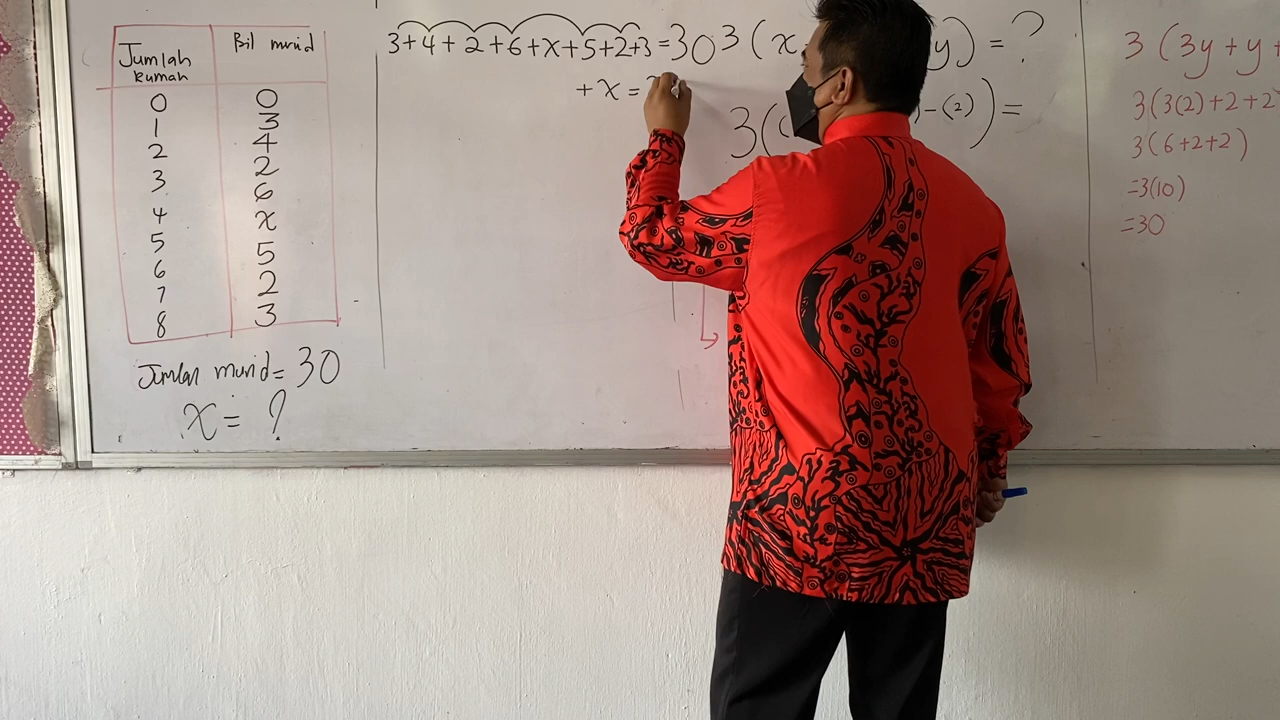 Jumlah rumah Bil murid
0 0
1 3
2 4
3 2
4 6
5 x
6 5
7 2
8 3
Jumlah murid = 30
x = ?
3+4+2+6+x+5+2+3 = 30
+ x =
3(x y) = ?
3( -(2)) =
3(3y+y+
3(3(2)+2+2
3(6+2+2)
=3(10)
=30